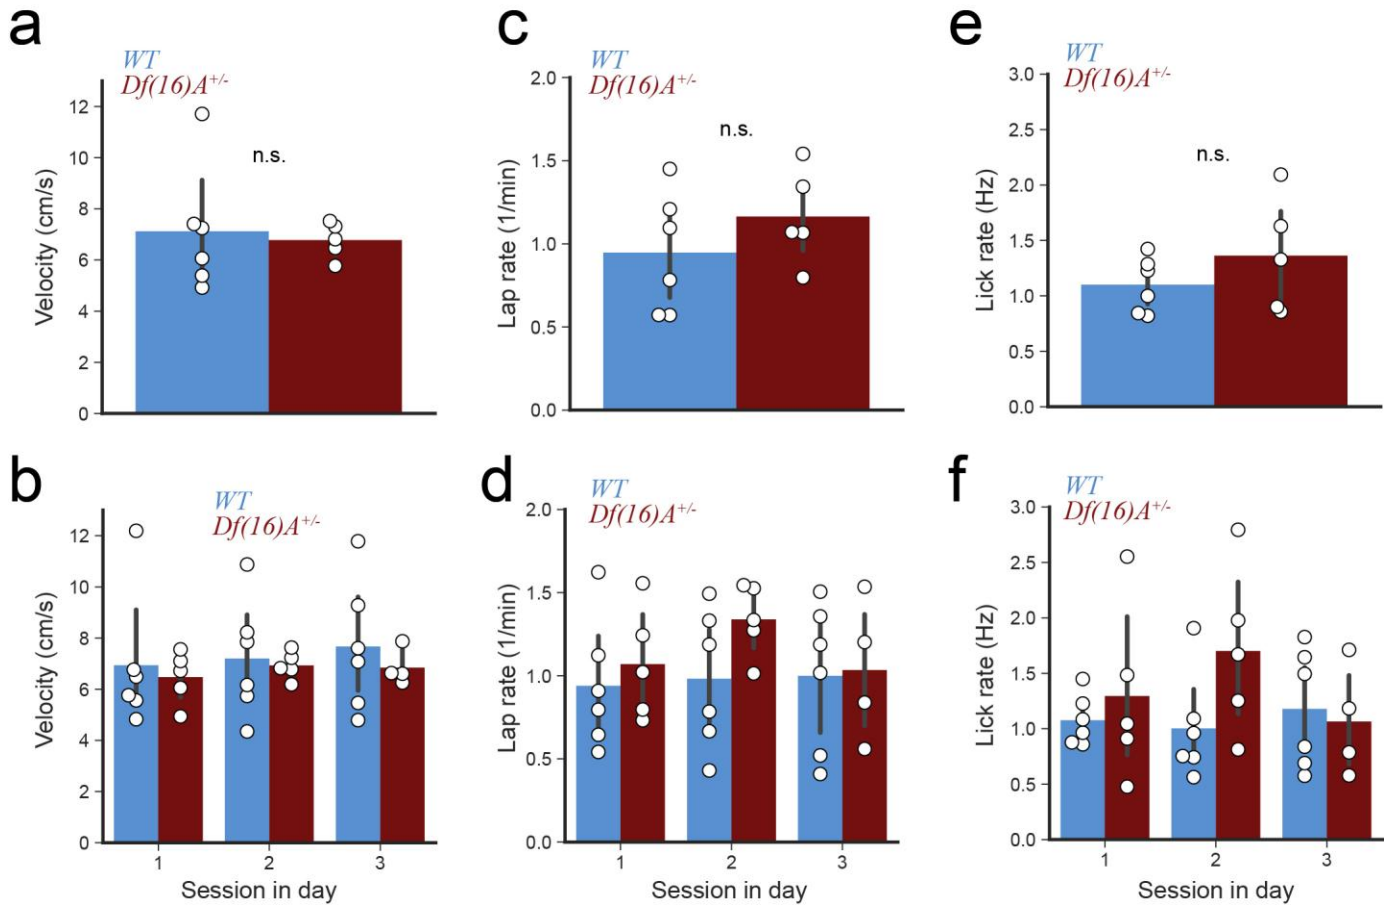 a
WT
Df(16)A+/-
Velocity (cm/s)
12
10
8
6
4
2
0
n.s.
c
WT
Df(16)A+/-
Lap rate (1/min)
2.0
1.5
1.0
0.5
0.0
n.s.
e
WT
Df(16)A+/-
Lick rate (Hz)
3.0
2.5
2.0
1.5
1.0
0.5
0.0
n.s.
b
WT
Df(16)A+/-
Velocity (cm/s)
12
10
8
6
4
2
0
1 2 3
Session in day
d
WT
Df(16)A+/-
Lap rate (1/min)
2.0
1.5
1.0
0.5
0.0
1 2 3
Session in day
f
WT
Df(16)A+/-
Lick rate (Hz)
3.0
2.5
2.0
1.5
1.0
0.5
0.0
1 2 3
Session in day